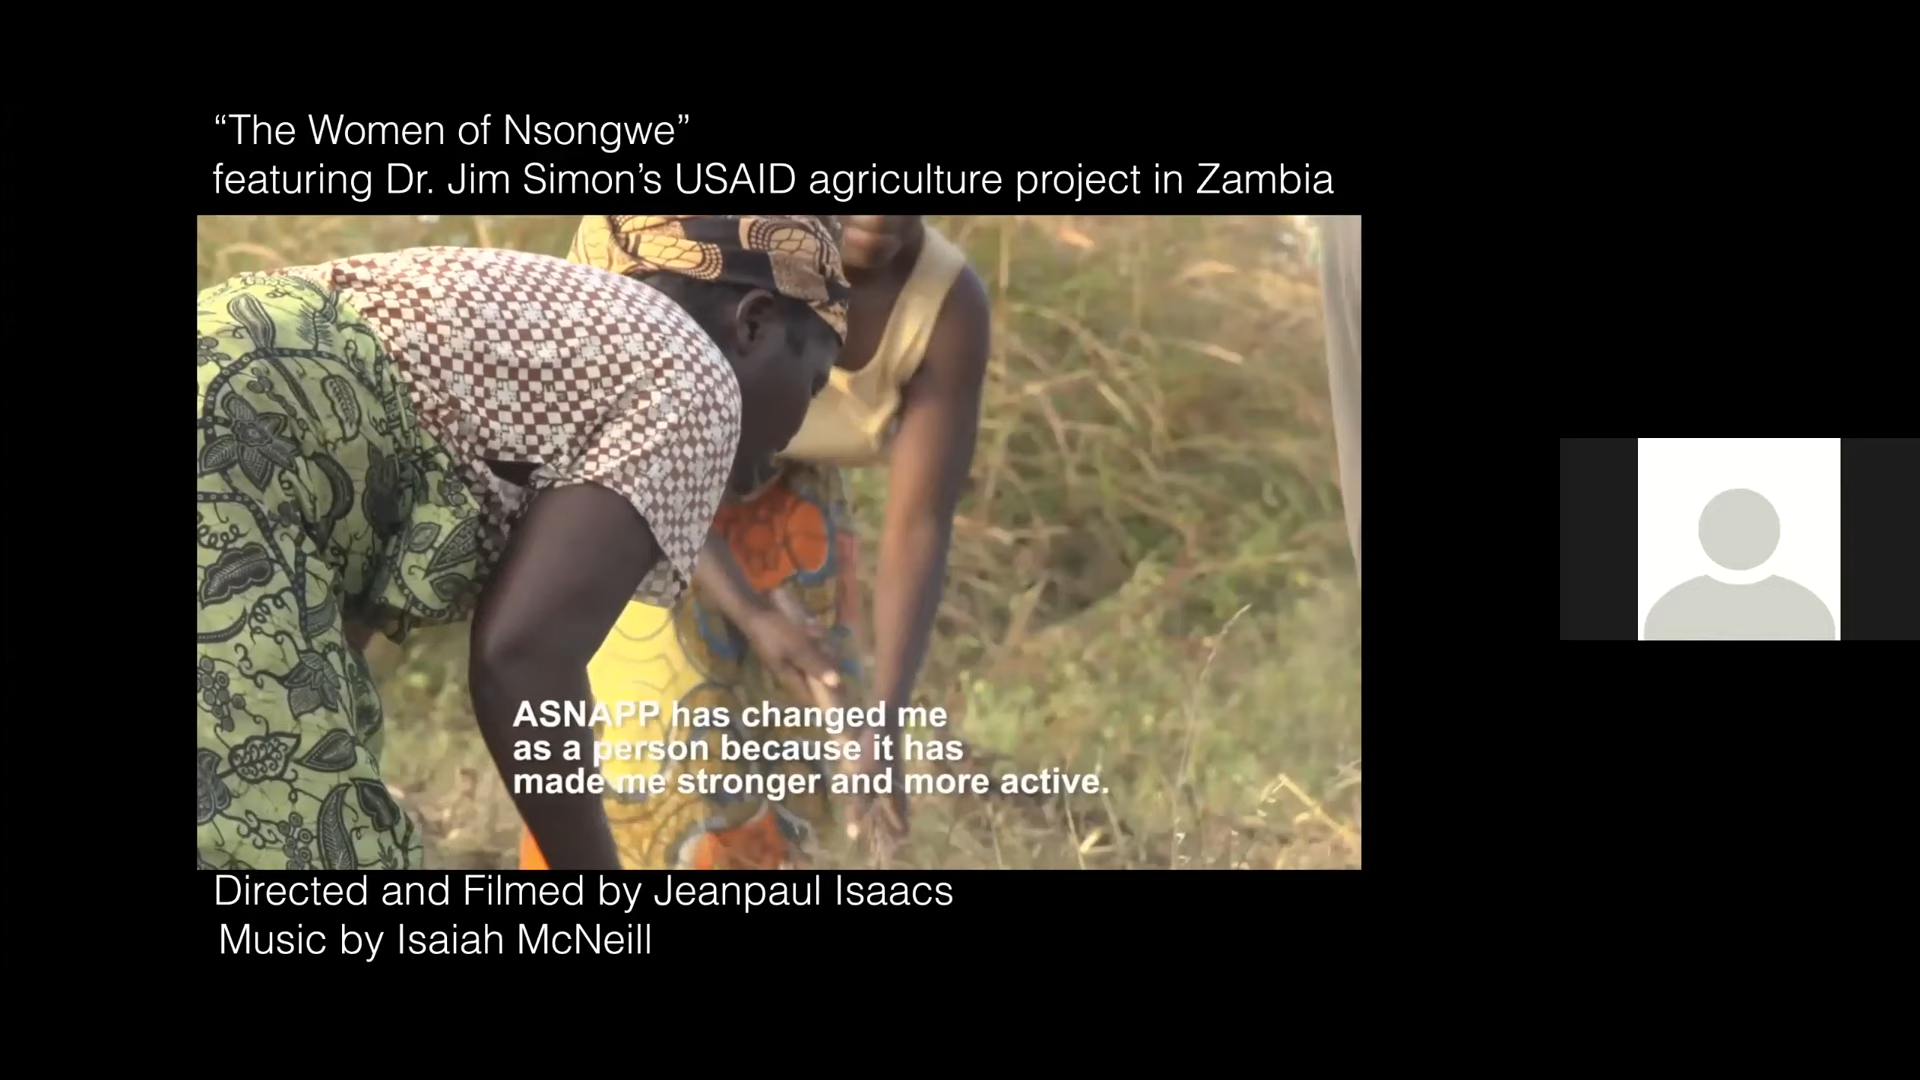 “The Women of Nsongwe”
featuring Dr. Jim Simon’s USAID agriculture project in Zambia
ASNAPP has changed me
as a person because it has
made me stronger and more active.
Directed and Filmed by Jeanpaul Isaacs
Music by Isaiah McNeill